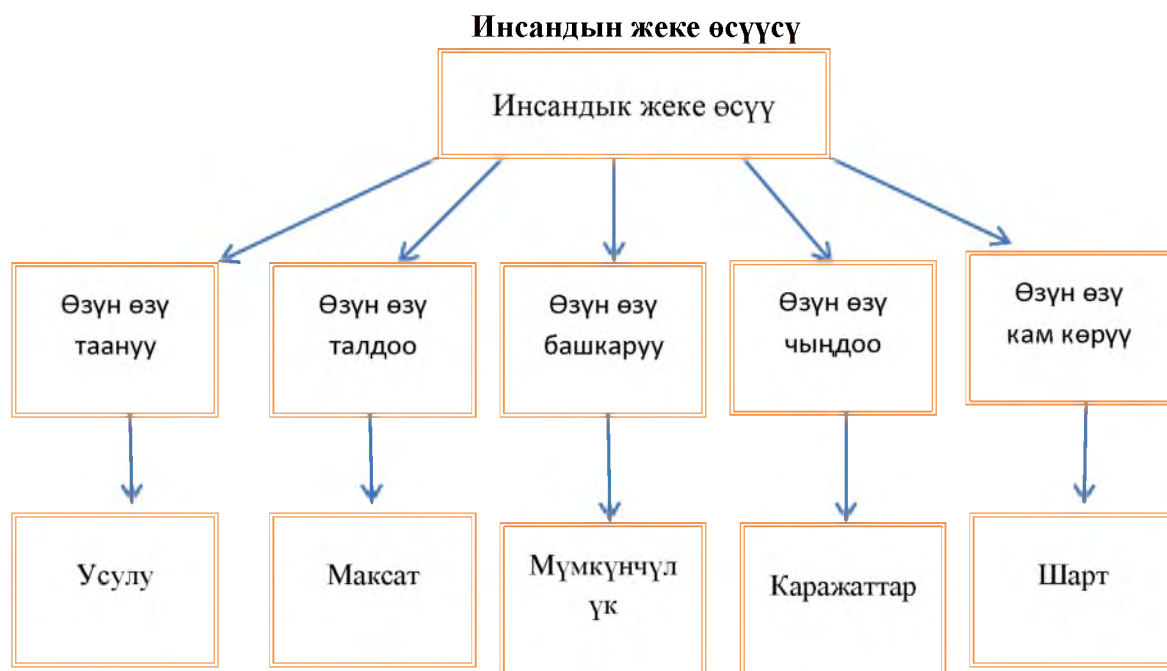 Инсандын жеке өсүүсү
Инсандык жеке өсүү
Өзүн өзү
таануу
Өзүн өзү
талдоо
Өзүн өзү
башкаруу
Өзүн өзү
чыңдоо
Өзүн өзү
кам көрүү
Усулу
Максат
Мүмкүнчүл
үк
Каражаттар
Шарт